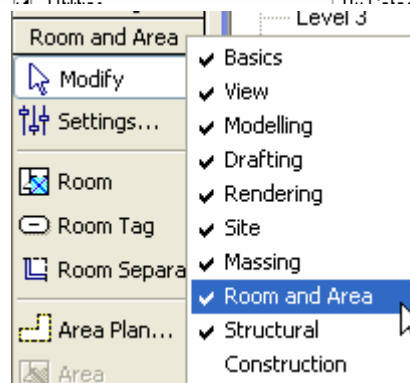 Level 3
Room and Area
Modify
Settings...
Room
Room Tag
Room Separa
Area Plan...
Area
Basics
View
Modelling
Drafting
Rendering
Site
Massing
Room and Area
Structural
Construction